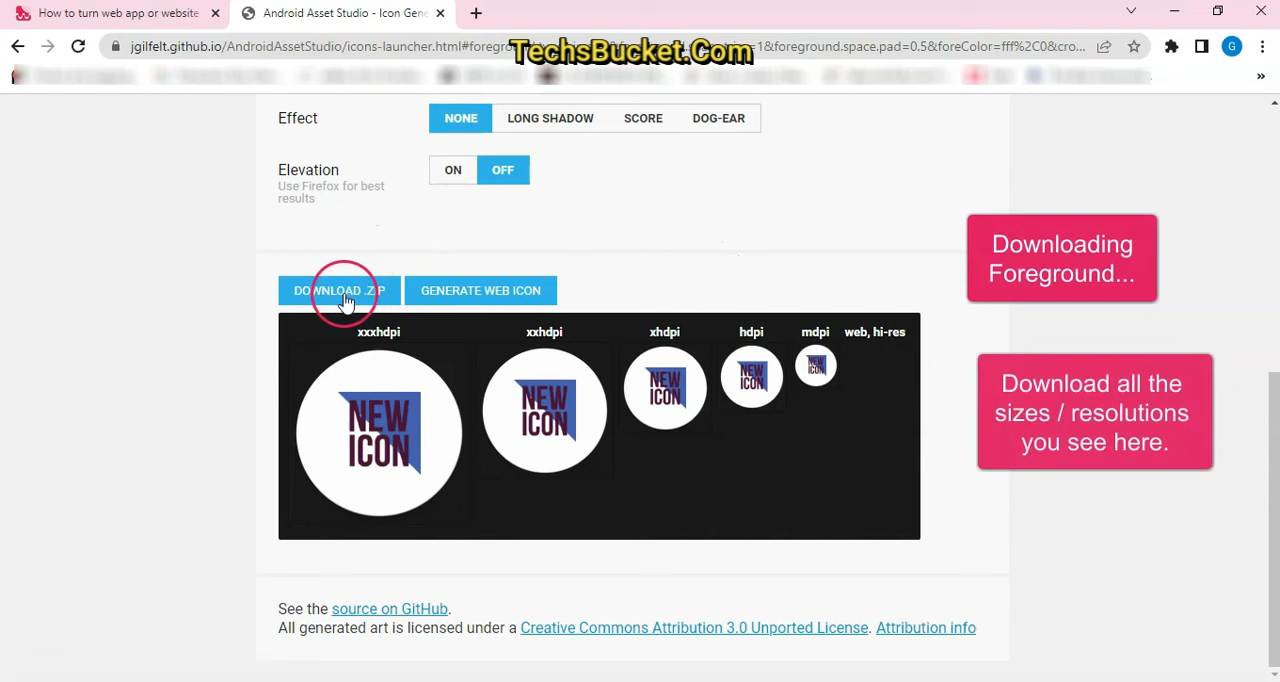 How to turn web app or website
Android Asset Studio - Icon Gene
jgilfelt.github.io/AndroidAssetStudio/icons-launcher.html#foreground
TechsBucket.Com
=1&foreground.space.pad=0.5&foreColor=fff%2C0&cro...
G
Effect
NONE
LONG SHADOW
SCORE
DOG-EAR
Elevation
Use Firefox for best
results
ON
OFF
Downloading
Foreground...
DOWNLOAD .ZIP
GENERATE WEB ICON
xxxhdpi
xxhdpi
xhdpi
hdpi
mdpi
web, hi-res
NEW
ICON
NEW
ICON
NEW
ICON
NEW
ICON
NEW
ICON
Download all the
sizes / resolutions
you see here.
See the source on GitHub.
All generated art is licensed under a Creative Commons Attribution 3.0 Unported License. Attribution info